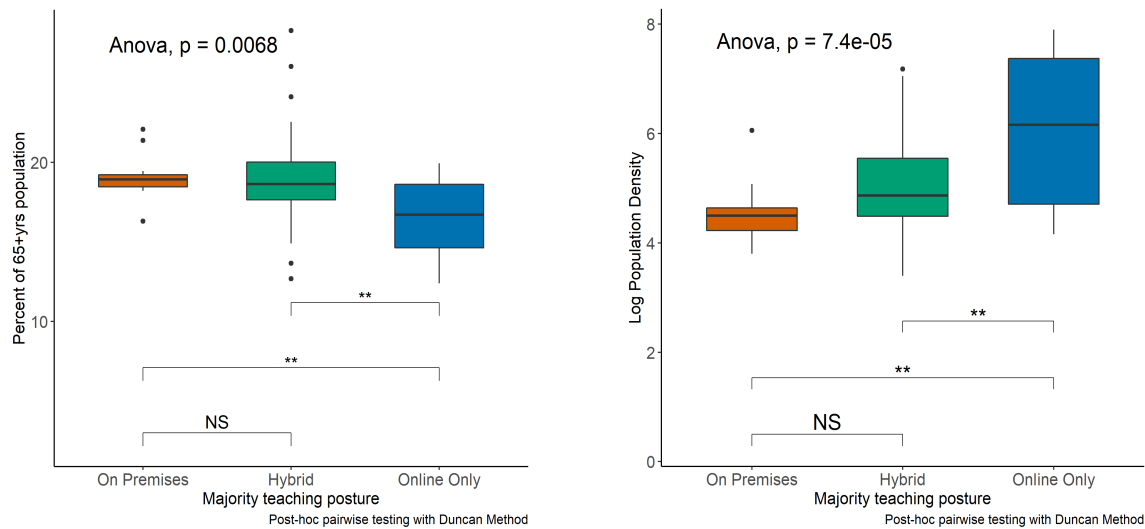 Anova, p = 0.0068
Percent of 65+yrs population
20
10
**
**
NS
On Premises Hybrid Online Only
Majority teaching posture
Post-hoc pairwise testing with Duncan Method
Anova, p = 7.4e-05
Log Population Density
8
6
4
2
0
**
**
NS
On Premises Hybrid Online Only
Majority teaching posture
Post-hoc pairwise testing with Duncan Method